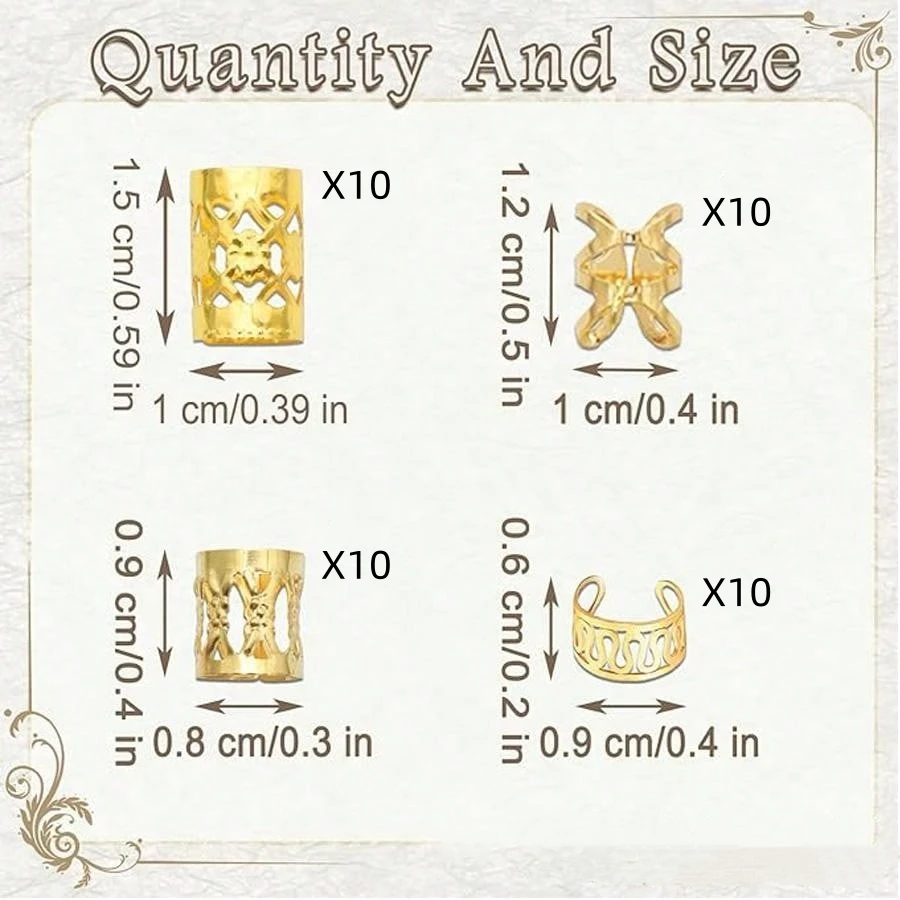 Quantity And Size
1.5 cm/0.59 in
X10
1 cm/0.39 in
1.2 cm/0.5 in
X10
1 cm/0.4 in
0.9 cm/0.4 in
X10
0.8 cm/0.3 in
0.6 cm/0.2 in
X10
0.9 cm/0.4 in